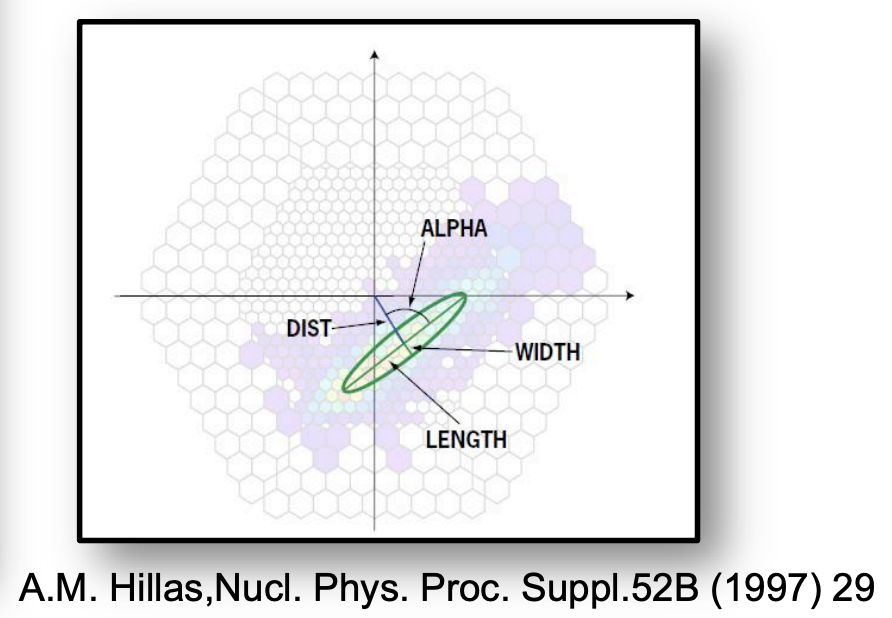 ALPHA
DIST
WIDTH
LENGTH
A.M. Hillas,Nucl. Phys. Proc. Suppl.52B (1997) 29